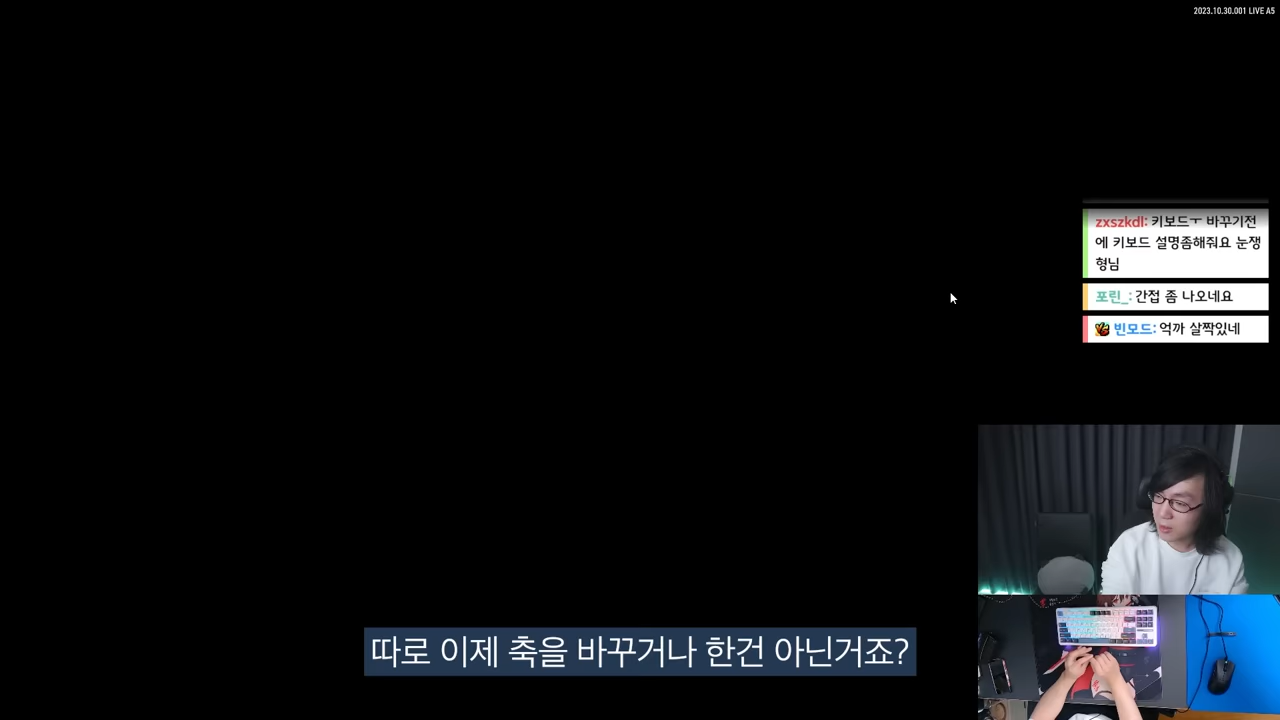 2023.10.30.001 LIVE A5
zxszkdl: 키보드ㅜ 바꾸기전
에 키보드 설명좀해줘요 눈쟁
형님
포린_: 간접 좀 나오네요
빈모드: 억까 살짝있네
따로 이제 축을 바꾸거나 한건 아닌거죠?